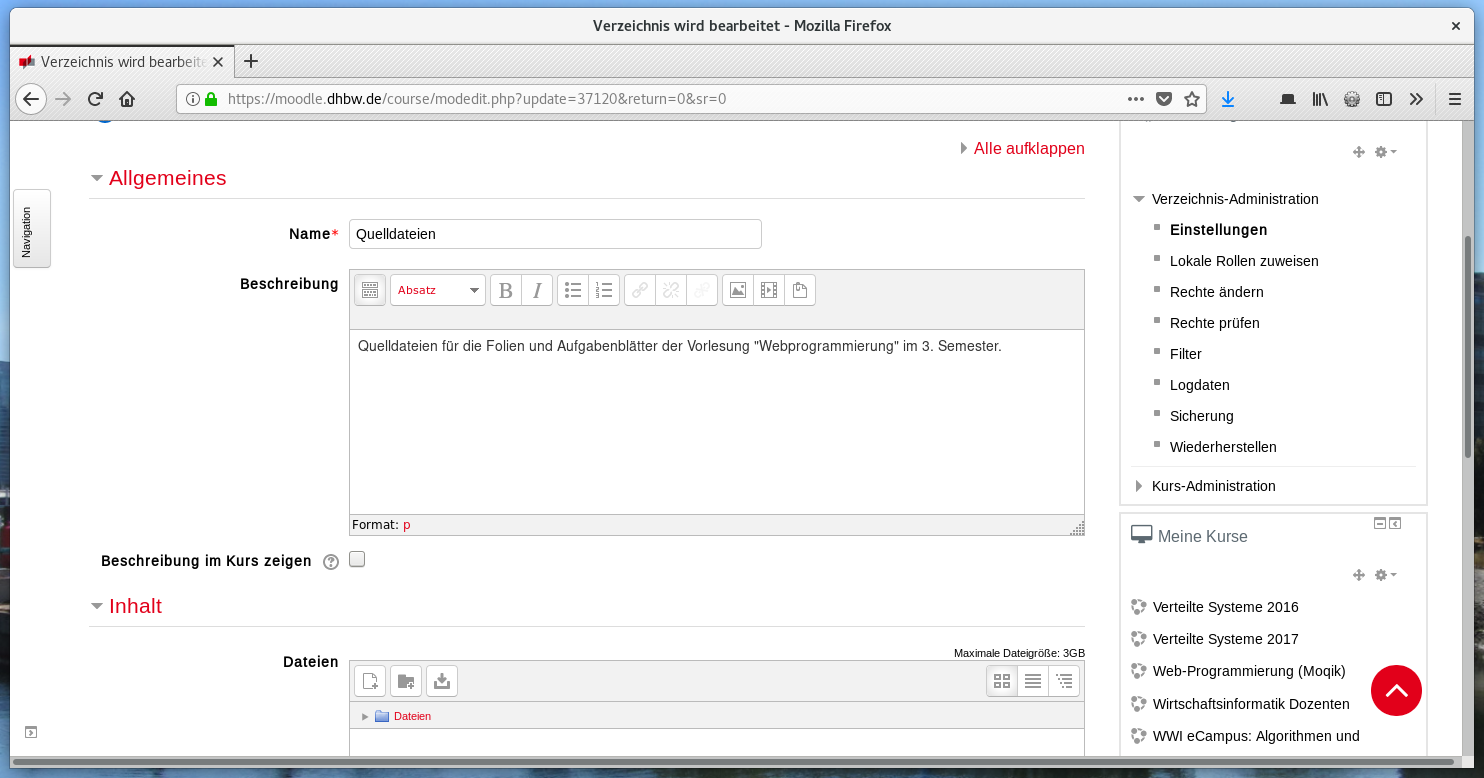 Verzeichnis wird bearbeitet - Mozilla Firefox
Verzeichnis wird bearbeite
https://moodle.dhbw.de/course/modedit.php?update=37120&return=0&sr=0
Navigation
Alle aufklappen
Allgemeines
Name*
Quelldateien
Beschreibung
Absatz
B I
Quelldateien für die Folien und Aufgabenblätter der Vorlesung "Webprogrammierung" im 3. Semester.
Format: p
Beschreibung im Kurs zeigen
Inhalt
Dateien
Maximale Dateigröße: 3GB
Dateien
Verzeichnis-Administration
Einstellungen
Lokale Rollen zuweisen
Rechte ändern
Rechte prüfen
Filter
Logdaten
Sicherung
Wiederherstellen
Kurs-Administration
Meine Kurse
Verteilte Systeme 2016
Verteilte Systeme 2017
Web-Programmierung (Moqik)
Wirtschaftsinformatik Dozenten
WWI eCampus: Algorithmen und